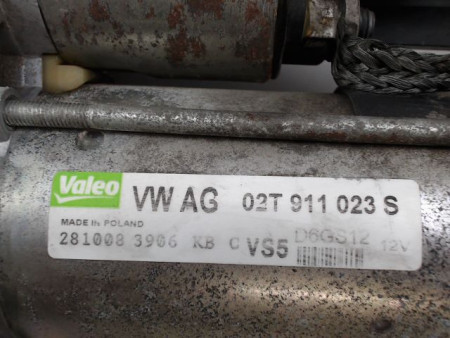 Valeo VW AG 02T 911 023 S
MADE IN POLAND
281008 3906 KB C VS5 D6GS12 12V